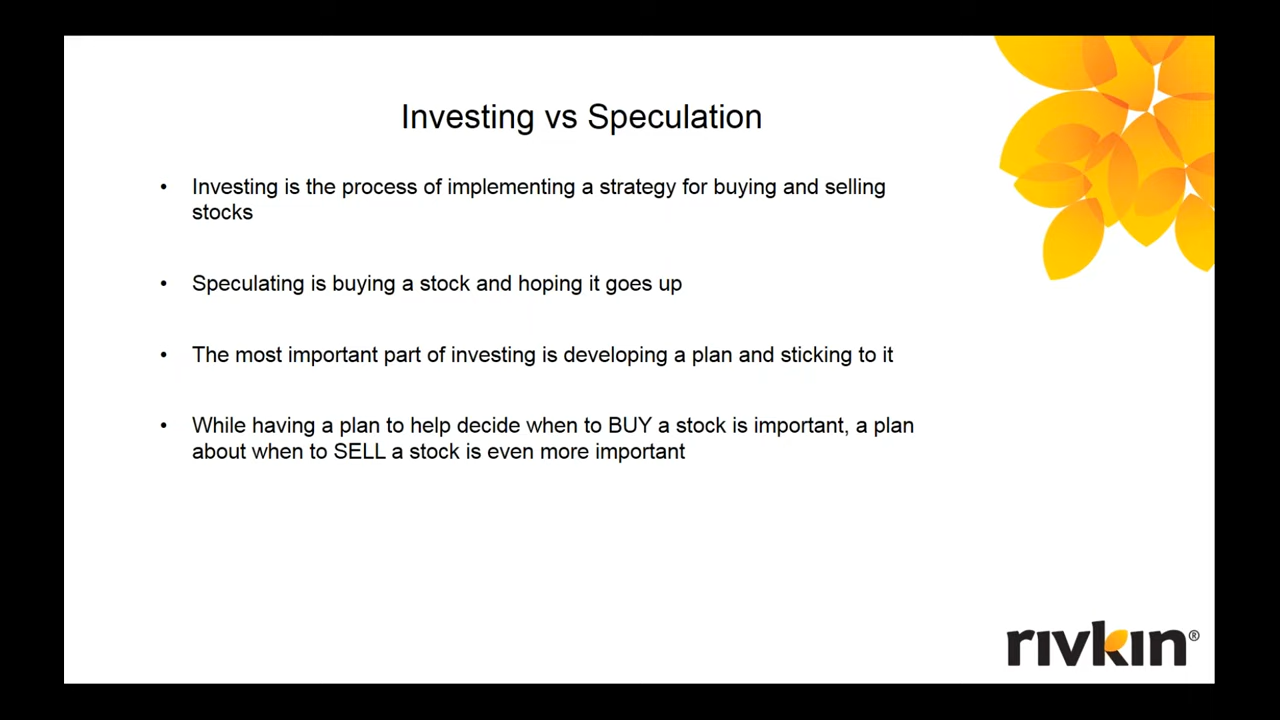 Investing vs Speculation
• Investing is the process of implementing a strategy for buying and selling
stocks
• Speculating is buying a stock and hoping it goes up
• The most important part of investing is developing a plan and sticking to it
• While having a plan to help decide when to BUY a stock is important, a plan
about when to SELL a stock is even more important
rivkin®